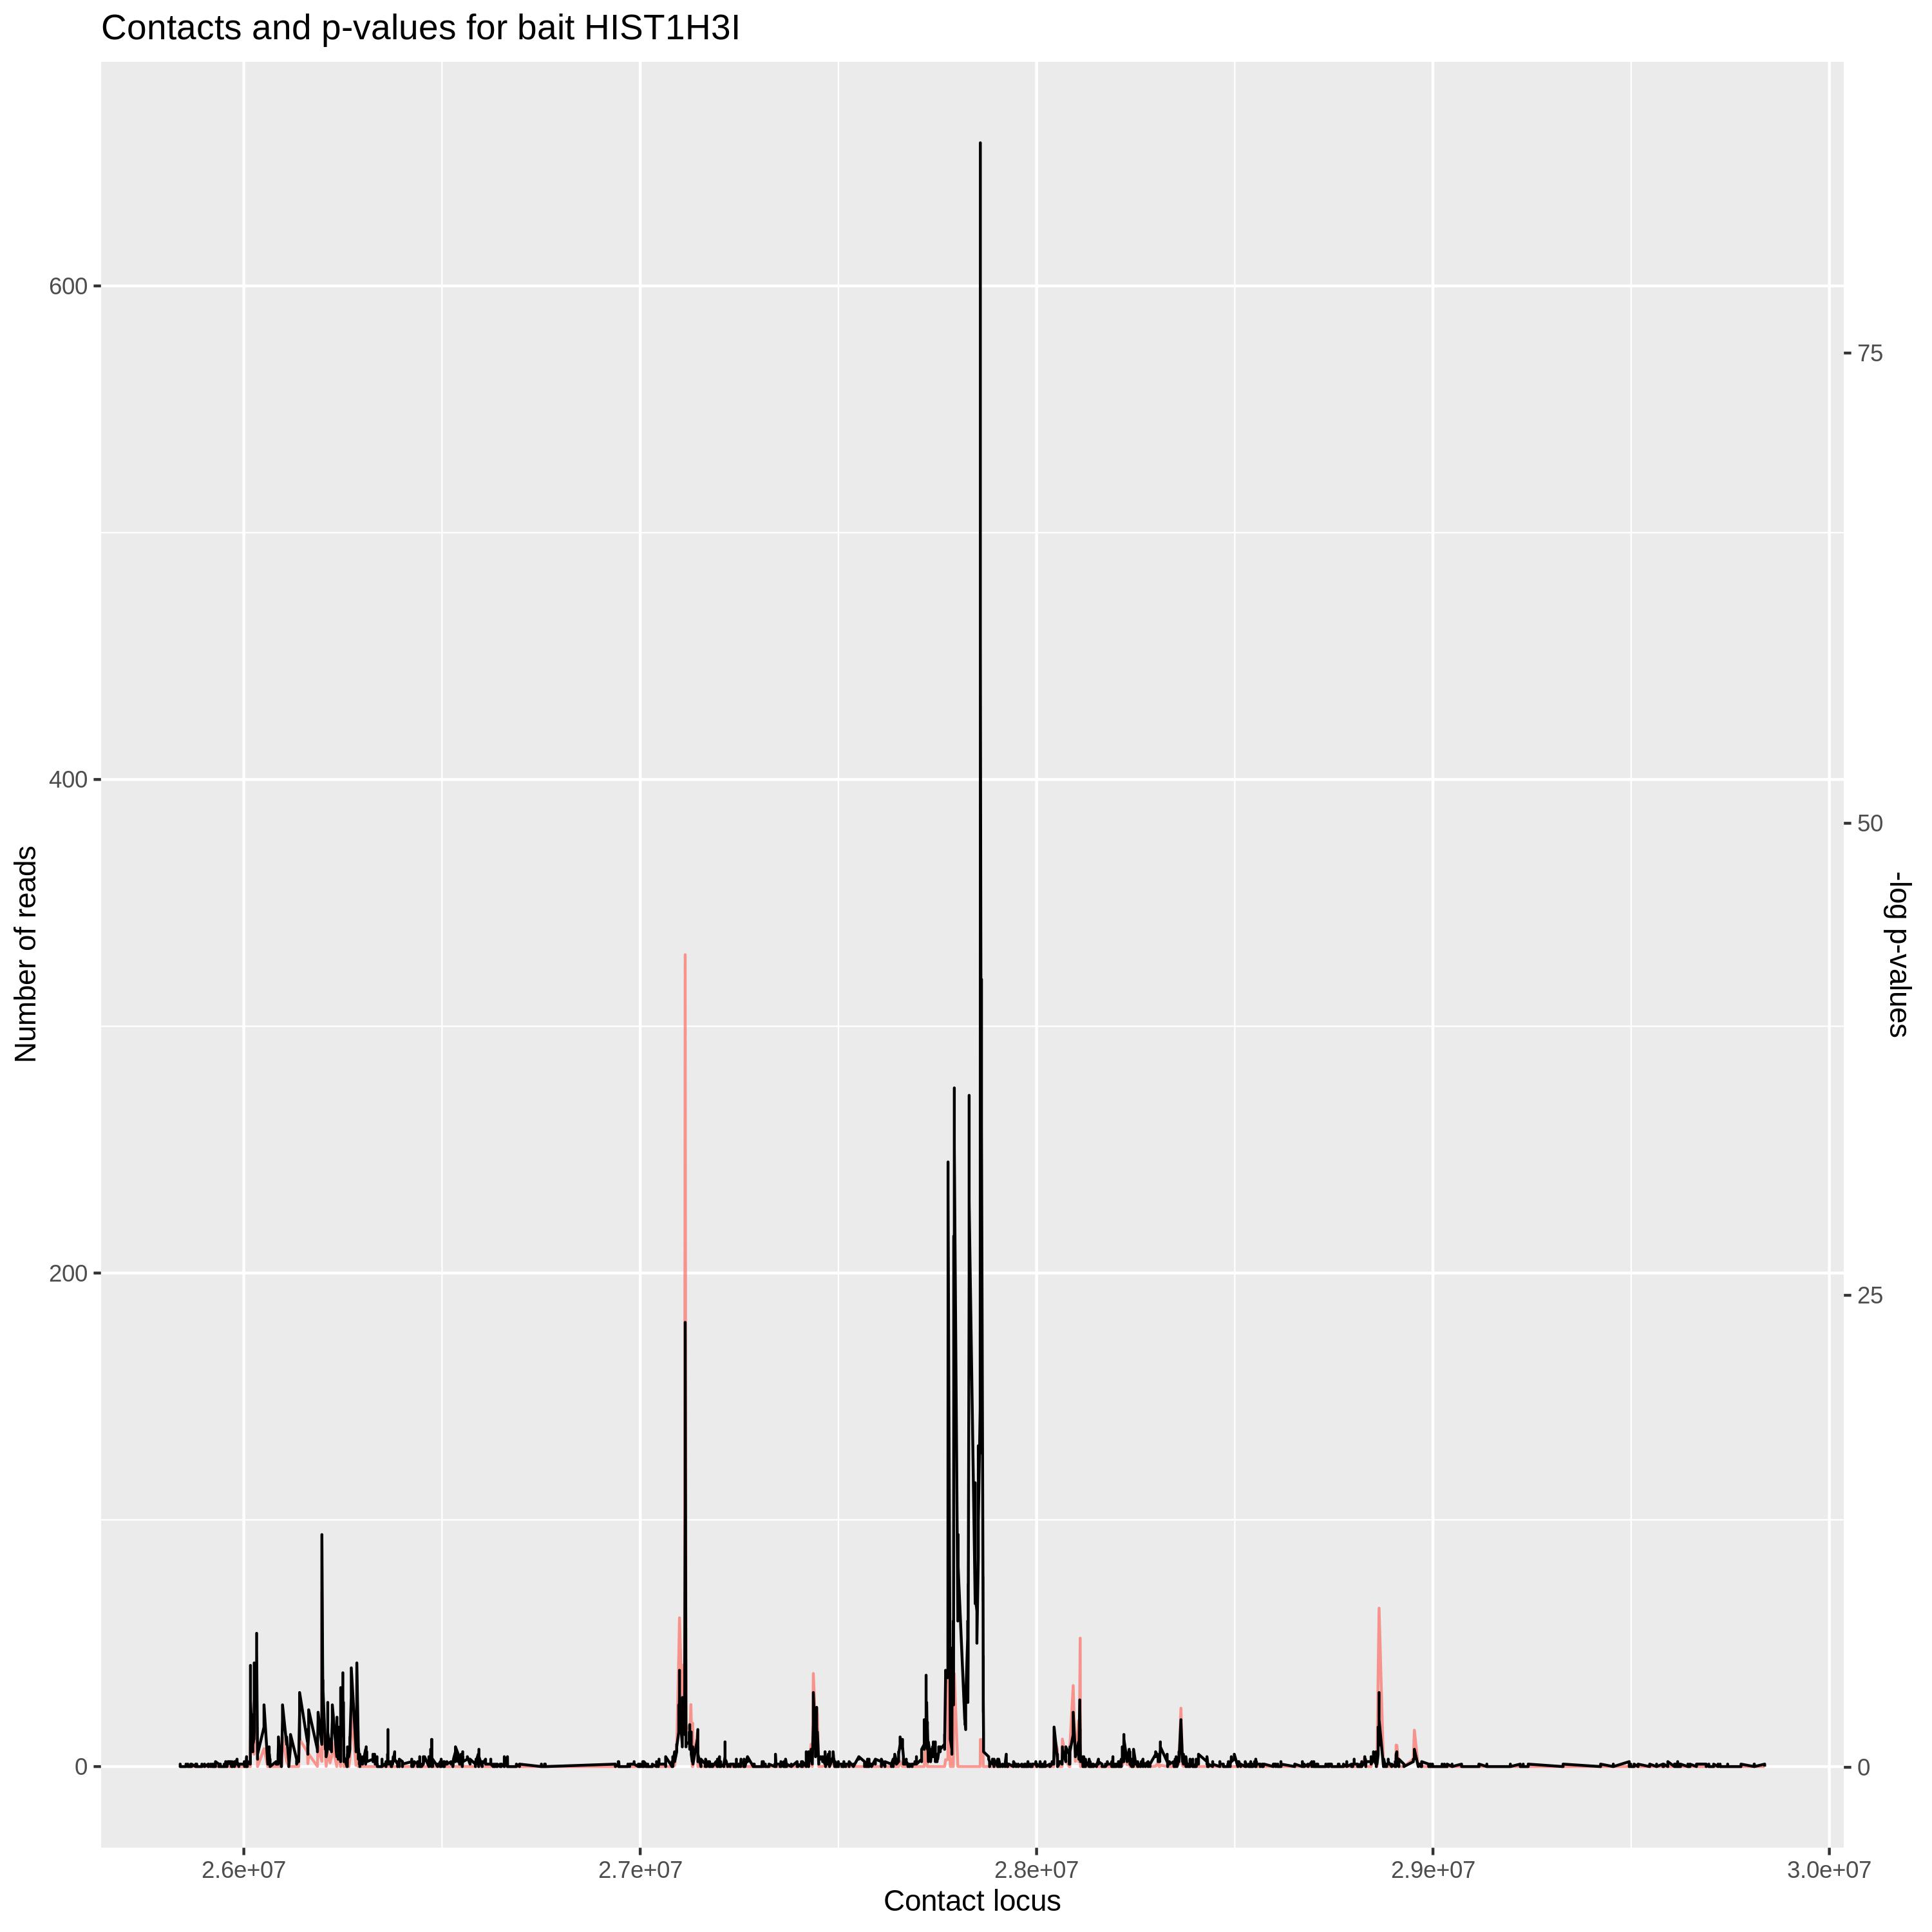 Contacts and p-values for bait HIST1H3I
600
400
200
0
75
50
25
0
Number of reads
-log p-values
2.6e+07 2.7e+07 2.8e+07 2.9e+07 3.0e+07
Contact locus